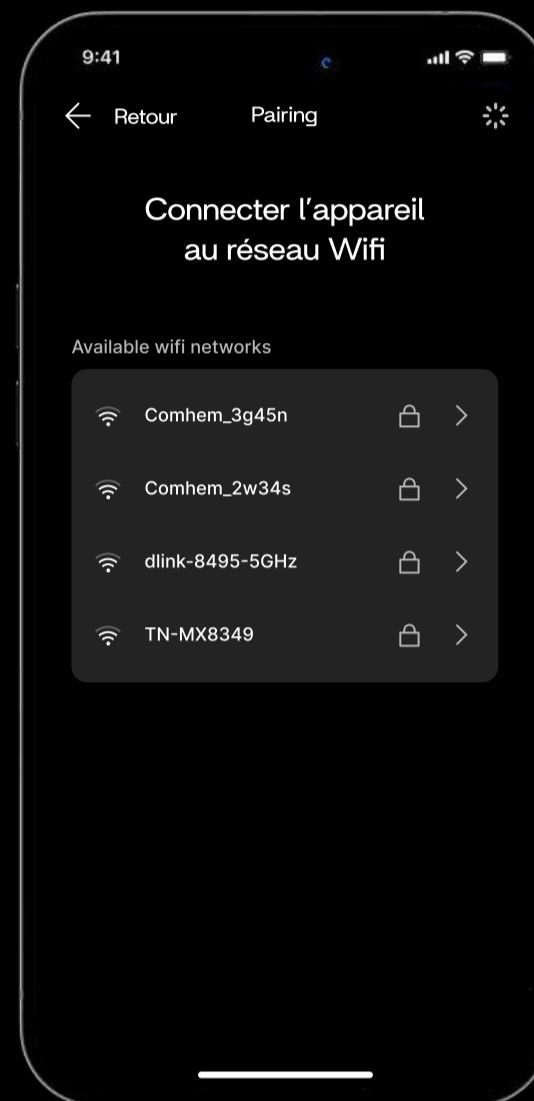 9:41
Retour Pairing
Connecter l'appareil
au réseau Wifi
Available wifi networks
Comhem_3g45n
Comhem_2w34s
dlink-8495-5GHz
TN-MX8349